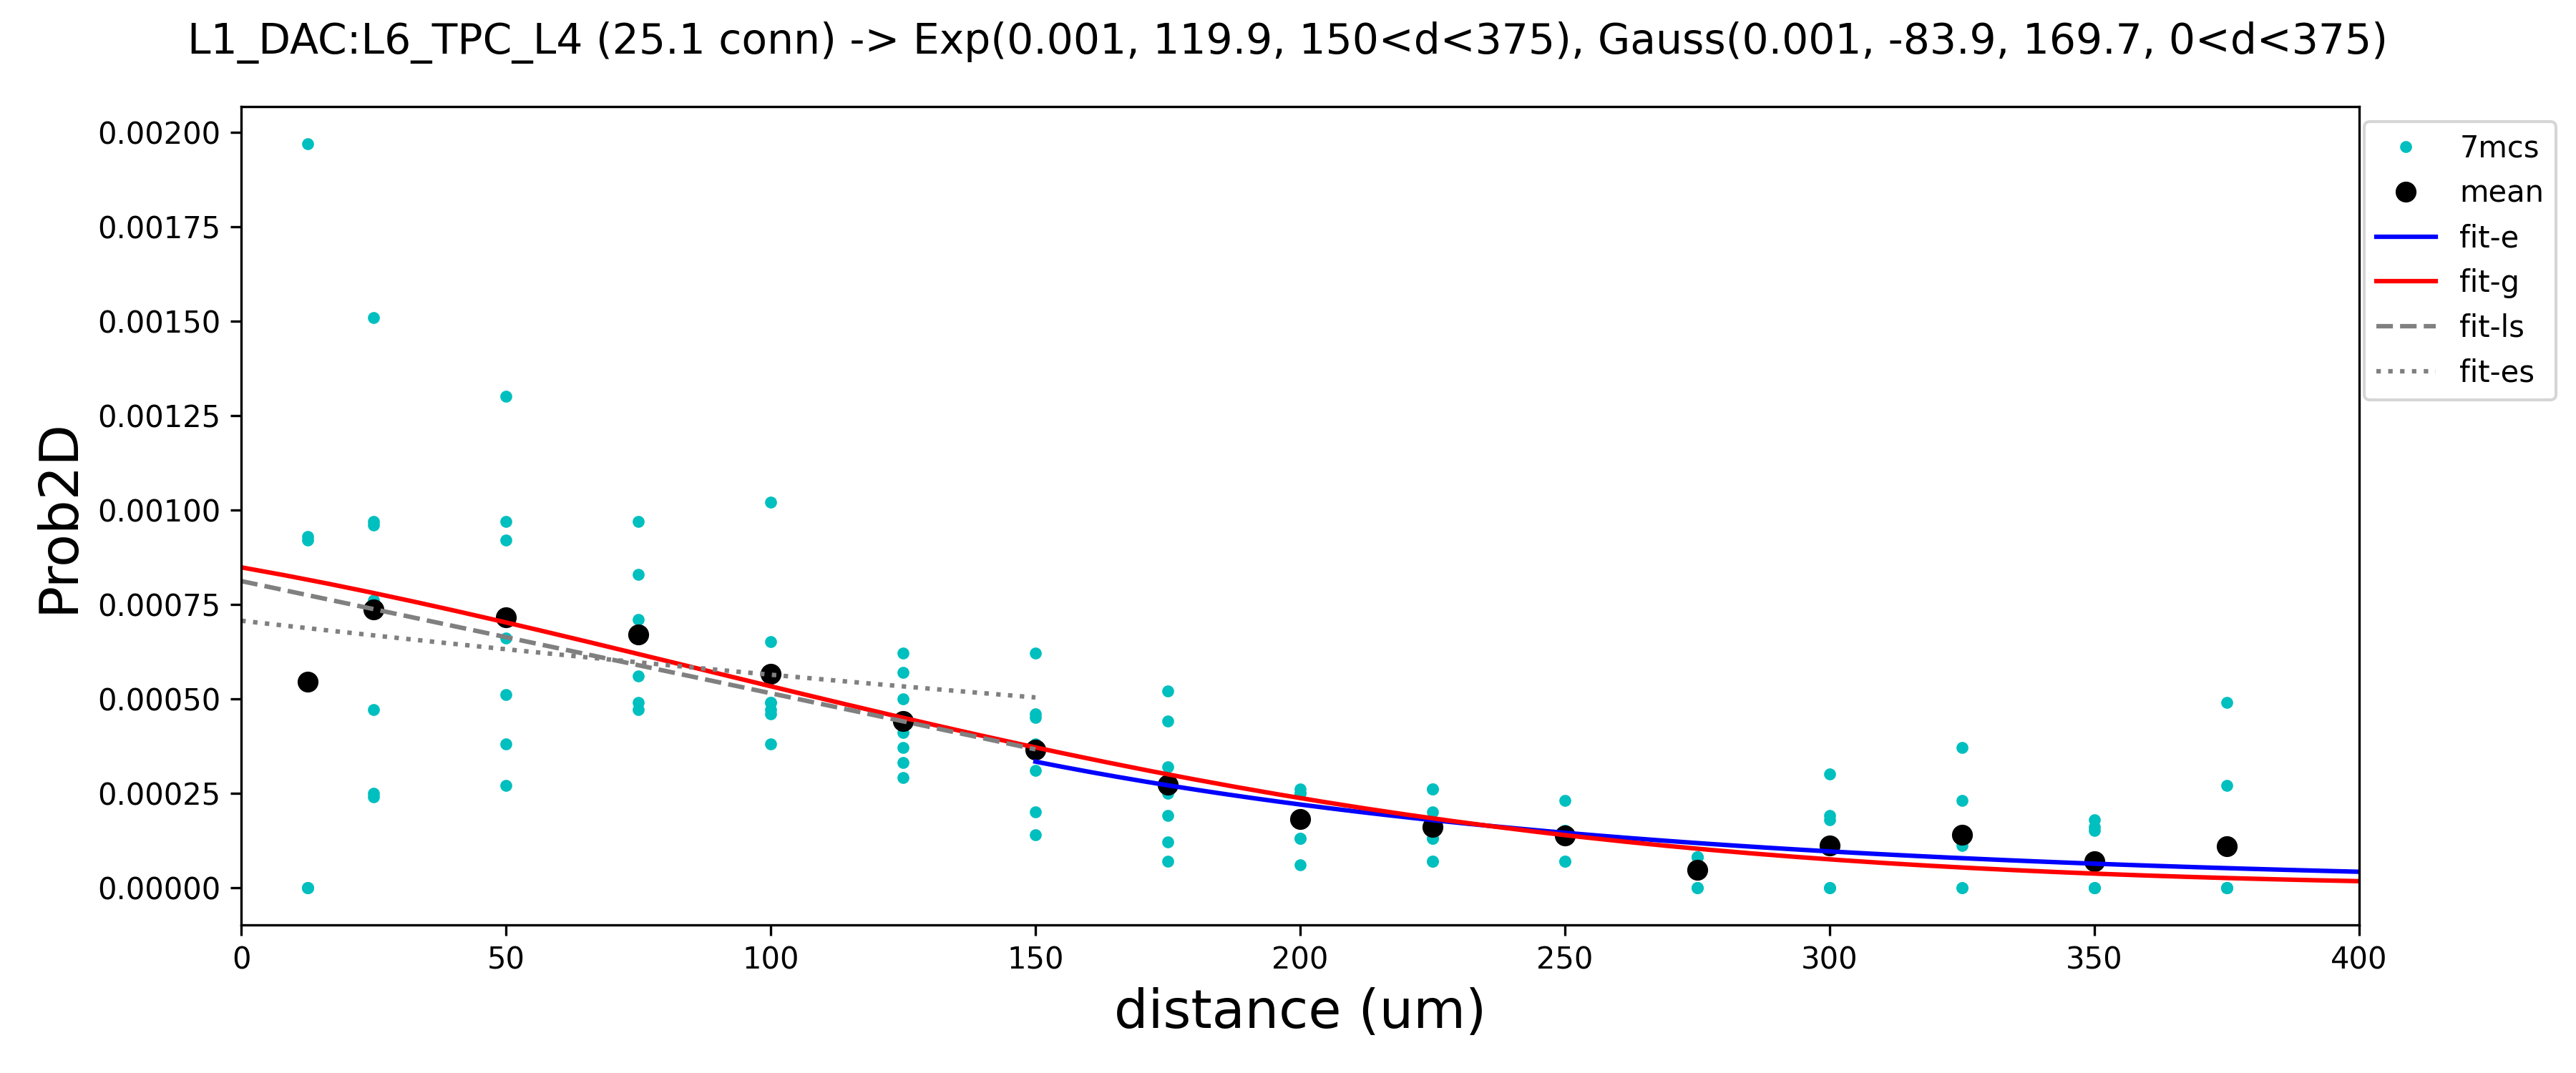 L1_DAC:L6_TPC_L4 (25.1 conn) -> Exp(0.001, 119.9, 150<d<375), Gauss(0.001, -83.9, 169.7, 0<d<375)
0.00200
0.00175
0.00150
0.00125
0.00100
0.00075
0.00050
0.00025
0.00000
Prob2D
0 50 100 150 200 250 300 350 400
distance (um)
7mcs
mean
fit-e
fit-g
fit-ls
fit-es